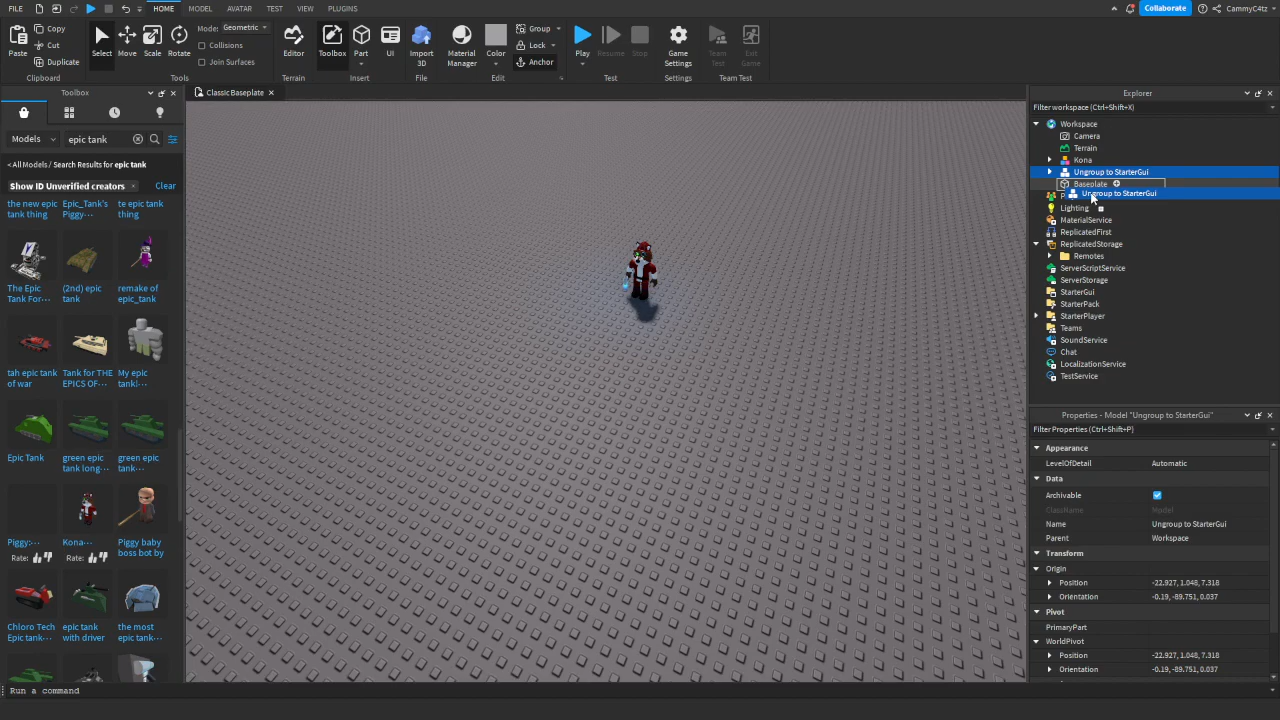 FILE HOME MODEL AVATAR TEST VIEW PLUGINS Collaborate CammyC4tz
Paste Copy Cut Duplicate Select Move Scale Rotate Mode: Geometric Collisions Join Surfaces Editor Toolbox Part UI Import 3D Material Manager Color Group Lock Anchor Play Resume Stop Game Settings Team Test Exit Game
Clipboard Tools Terrain Insert File Edit Test Settings Team Test
Toolbox
ClassicBaseplate
Models epic tank
< All Models / Search Results for epic tank
Show ID Unverified creators Clear
the new epic tank thing
Epic_Tank's Piggy····
te epic tank thing
The Epic Tank For···
(2nd) epic tank
remake of epic_tank
tah epic tank of war
Tank for THE EPICS OF···
My epic tank!···
Epic Tank
green epic tank long···
green epic tank···
Piggy:···
Kona···
Piggy baby boss bot by
Rate:
Rate:
Chloro Tech Epic tank···
epic tank with driver
the most epic tank···
Run a command
Explorer
Filter workspace (Ctrl+Shift+X)
Workspace
Camera
Terrain
Kona
Ungroup to StarterGui
Baseplate
Ungroup to StarterGui
Lighting
MaterialService
ReplicatedFirst
ReplicatedStorage
Remotes
ServerScriptService
ServerStorage
StarterGui
StarterPack
StarterPlayer
Teams
SoundService
Chat
LocalizationService
TestService
Properties - Model "Ungroup to StarterGui"
Filter Properties (Ctrl+Shift+P)
Appearance
LevelOfDetail Automatic
Data
Archivable
ClassName Model
Name Ungroup to StarterGui
Parent Workspace
Transform
Origin
Position -22.927, 1.048, 7.318
Orientation -0.19, -89.751, 0.037
Pivot
PrimaryPart
WorldPivot
Position -22.927, 1.048, 7.318
Orientation -0.19, -89.751, 0.037